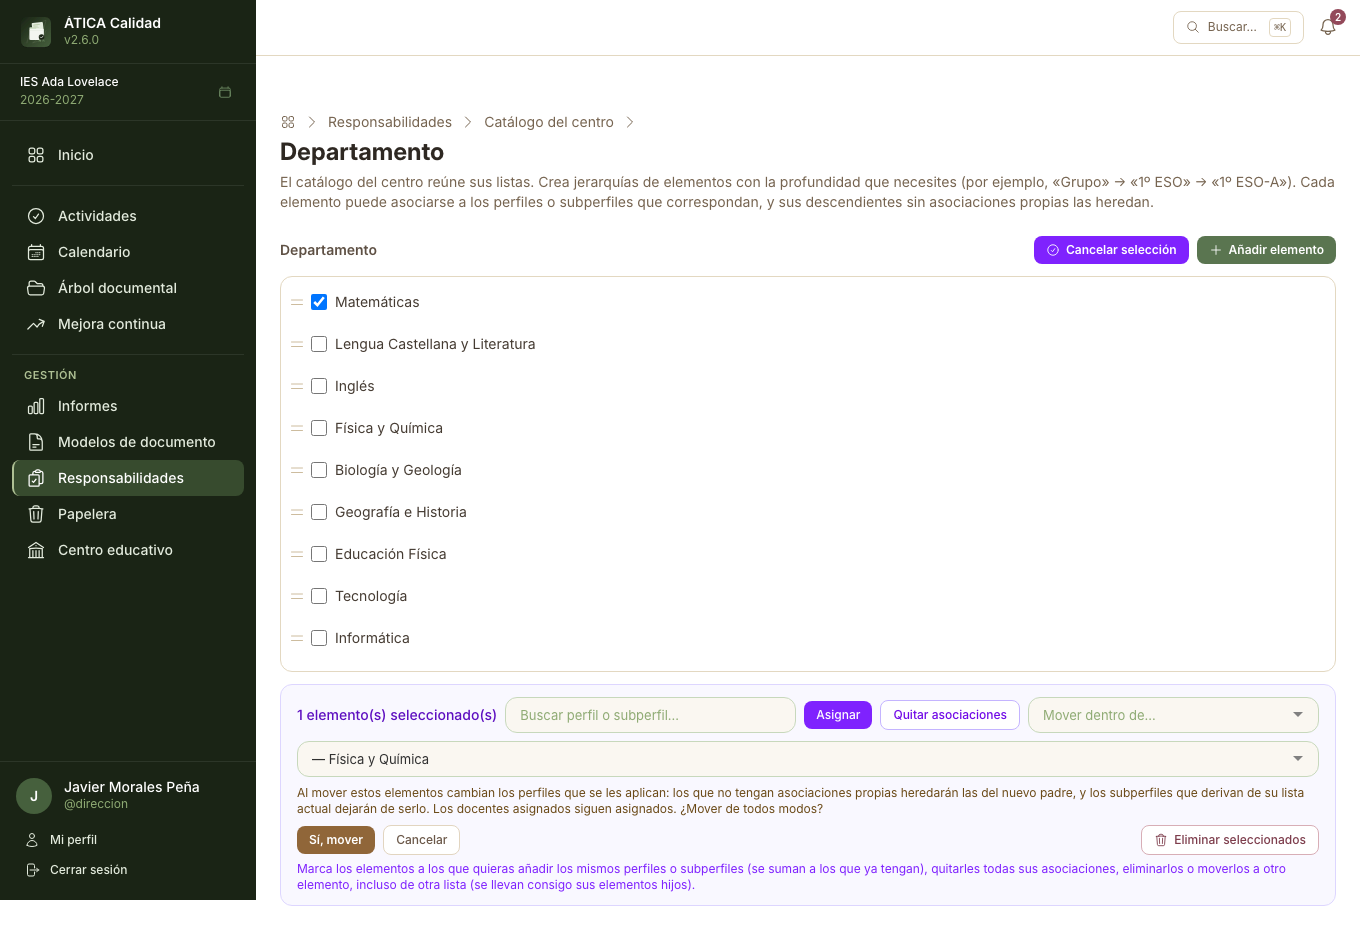 ÁTICA Calidad
v2.6.0
IES Ada Lovelace
2026-2027
Inicio
Actividades
Calendario
Árbol documental
Mejora continua
GESTIÓN
Informes
Modelos de documento
Responsabilidades
Papelera
Centro educativo
J
Javier Morales Peña
@direccion
Mi perfil
Cerrar sesión
Buscar... ⌘K
2
Responsabilidades
Catálogo del centro
Departamento
El catálogo del centro reúne sus listas. Crea jerarquías de elementos con la profundidad que necesites (por ejemplo, «Grupo» → «1º ESO» → «1º ESO-A»). Cada
elemento puede asociarse a los perfiles o subperfiles que correspondan, y sus descendientes sin asociaciones propias las heredan.
Departamento
Cancelar selección
Añadir elemento
Matemáticas
Lengua Castellana y Literatura
Inglés
Física y Química
Biología y Geología
Geografía e Historia
Educación Física
Tecnología
Informática
1 elemento(s) seleccionado(s)
Buscar perfil o subperfil...
Asignar
Quitar asociaciones
Mover dentro de...
— Física y Química
Al mover estos elementos cambian los perfiles que se les aplican: los que no tengan asociaciones propias heredarán las del nuevo padre, y los subperfiles que derivan de su lista
actual dejarán de serlo. Los docentes asignados siguen asignados. ¿Mover de todos modos?
Sí, mover
Cancelar
Eliminar seleccionados
Marca los elementos a los que quieras añadir los mismos perfiles o subperfiles (se suman a los que ya tengan), quitarles todas sus asociaciones, eliminarlos o moverlos a otro
elemento, incluso de otra lista (se llevan consigo sus elementos hijos).